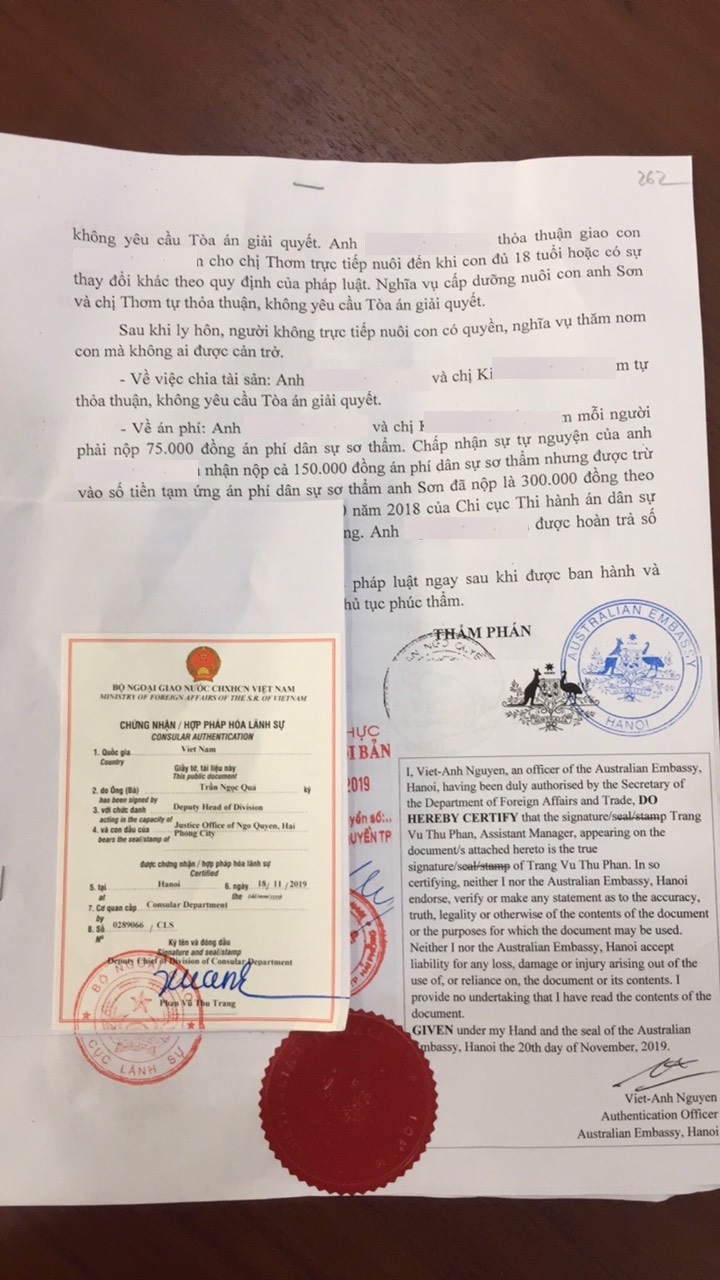 262
không yêu cầu Tòa án giải quyết. Anh thỏa thuận giao con
n cho chị Thơm trực tiếp nuôi đến khi con đủ 18 tuổi hoặc có sự
thay đổi khác theo quy định của pháp luật. Nghĩa vụ cấp dưỡng nuôi con anh Sơn
và chị Thơm tự thỏa thuận, không yêu cầu Tòa án giải quyết.
Sau khi ly hôn, người không trực tiếp nuôi con có quyền, nghĩa vụ thăm nom
con mà không ai được cản trở.
- Về việc chia tài sản: Anh và chị Ki m tự
thỏa thuận, không yêu cầu Tòa án giải quyết.
- Về án phí: Anh và chị K m mỗi người
phải nộp 75.000 đồng án phí dân sự sơ thẩm. Chấp nhận sự tự nguyện của anh
nhận nộp cả 150.000 đồng án phí dân sự sơ thẩm nhưng được trừ
vào số tiền tạm ứng án phí dân sự sơ thẩm anh Sơn đã nộp là 300.000 đồng theo
0 năm 2018 của Chi cục Thi hành án dân sự
ng. Anh được hoàn trả số
pháp luật ngay sau khi được ban hành và
hủ tục phúc thẩm.
THẨM PHÁN
AUSTRALIAN EMBASSY
HANOI
BỘ NGOẠI GIAO NƯỚC CHXHCN VIỆT NAM
MINISTRY OF FOREIGN AFFAIRS OF THE S.R. OF VIETNAM
CHỨNG NHẬN / HỢP PHÁP HÓA LÃNH SỰ
CONSULAR AUTHENTICATION
1. Quốc gia Việt Nam
Country
Giấy tờ, tài liệu này
This public document
2. do Ông (Bà) Trần Ngọc Quá ký
has been signed by
3. với chức danh Deputy Head of Division
acting in the capacity of
4. và con dấu của Justice Office of Ngo Quyen, Hai
bears the seal/stamp of Phong City
được chứng nhận / hợp pháp hóa lãnh sự
Certified
5. tại Hanoi 6. ngày 18/11/2019
at the (dd/mm/yyyy)
7. Cơ quan cấp Consular Department
by
8. Số 0289066 / CLS
Nº
Ký tên và đóng dấu
Signature and seal/stamp
Deputy Chief of Division of Consular Department
Phan Vũ Thu Trang
BỘ NGOẠI
CỤC LÃNH SỰ
HỰC
I BẢN
2019
yển số:..
UYỀN TP
I, Viet-Anh Nguyen, an officer of the Australian Embassy,
Hanoi, having been duly authorised by the Secretary of
the Department of Foreign Affairs and Trade, DO
HEREBY CERTIFY that the signature/seal/stamp Trang
Vu Thu Phan, Assistant Manager, appearing on the
document/s attached hereto is the true
signature/seal/stamp of Trang Vu Thu Phan. In so
certifying, neither I nor the Australian Embassy, Hanoi
endorse, verify or make any statement as to the accuracy,
truth, legality or otherwise of the contents of the document
or the purposes for which the document may be used.
Neither I nor the Australian Embassy, Hanoi accept
liability for any loss, damage or injury arising out of the
use of, or reliance on, the document or its contents. I
provide no undertaking that I have read the contents of the
document.
GIVEN under my Hand and the seal of the Australian
Embassy, Hanoi the 20th day of November, 2019.
Viet-Anh Nguyen
Authentication Officer
Australian Embassy, Hanoi